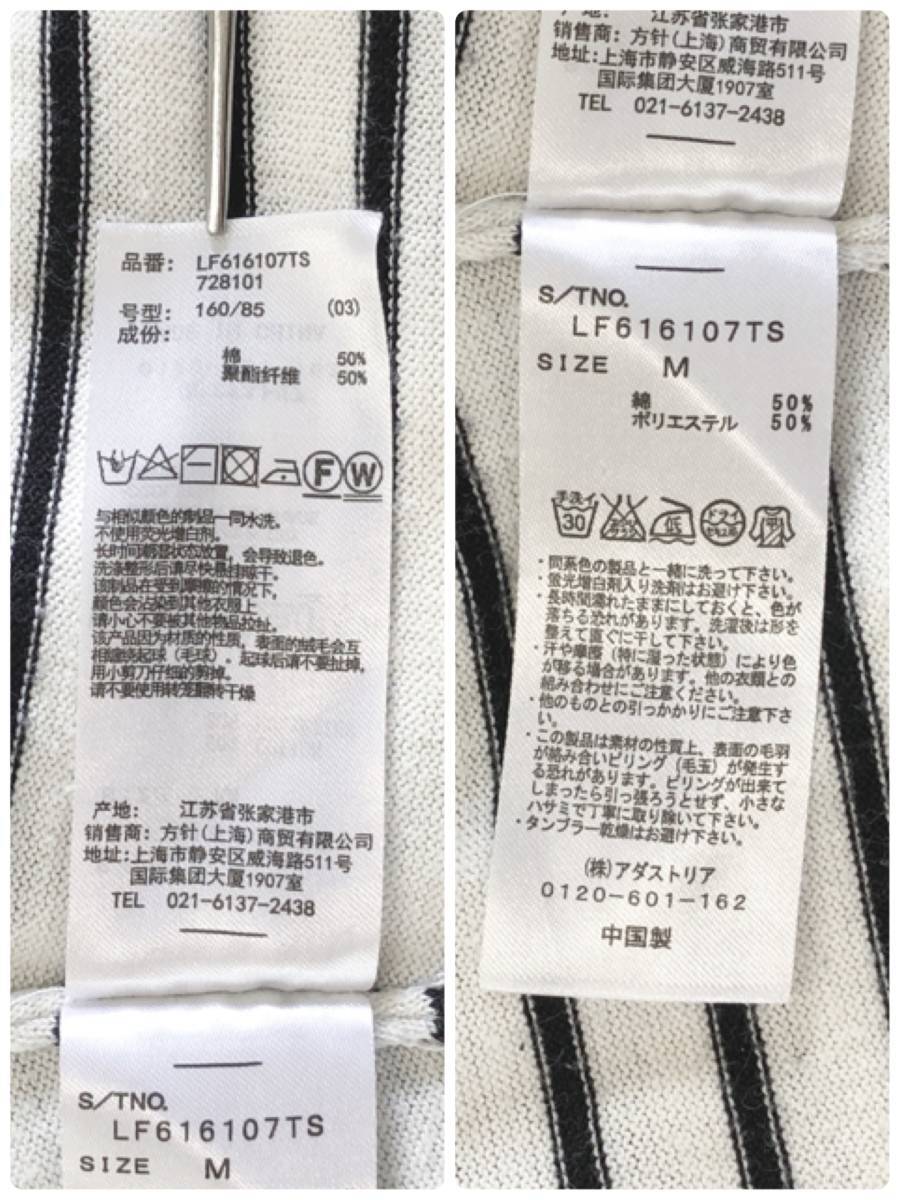 品番: LF616107TS
728101
号型: 160/85 (03)
成份:
棉 50%
聚酯纤维 50%
F W
与相似颜色的制品一同水洗。
不使用荧光增白剂。
长时间潮湿状态放置，会导致退色。
洗涤整形后请尽快悬挂晾干。
该制品在受到摩擦的情况下，
颜色会沾染到其他衣服上
请小心不要被其他物品拉扯。
该产品因为材质的性质，表面的绒毛会互
相缠绕起球（毛球）。起球后请不要扯掉，
用小剪刀仔细的剪掉。
请不要使用转笼翻转干燥
产地: 江苏省张家港市
销售商: 方针(上海)商贸有限公司
地址:上海市静安区威海路511号
国际集团大厦1907室
TEL 021-6137-2438
S/TNO.
LF616107TS
SIZE M
产地: 江苏省张家港市
销售商: 方针(上海)商贸有限公司
地址:上海市静安区威海路511号
国际集团大厦1907室
TEL 021-6137-2438
S/TNO.
LF616107TS
SIZE M
綿 50%
ポリエステル 50%
手洗イ 30 エンソサラシ 低 ドライ セキユ系
・同系色の製品と一緒に洗って下さい。
・蛍光増白剤入り洗剤はお避け下さい。
・長時間濡れたままにしておくと、色が
落ちる恐れがあります。洗濯後は形を
整えて直ぐに干して下さい。
・汗や摩擦（特に湿った状態）により色
が移る場合があります。他の衣類との
組み合わせにご注意ください。
・他のものとの引っかかりにご注意下さ
い。
・この製品は素材の性質上、表面の毛羽
が絡み合いピリング（毛玉）が発生す
る恐れがあります。ピリングが出来て
しまったら引っ張ろうとせず、小さな
ハサミで丁寧に取り除いて下さい。
・タンブラー乾燥はお避け下さい。
(株)アダストリア
0120-601-162
中国製